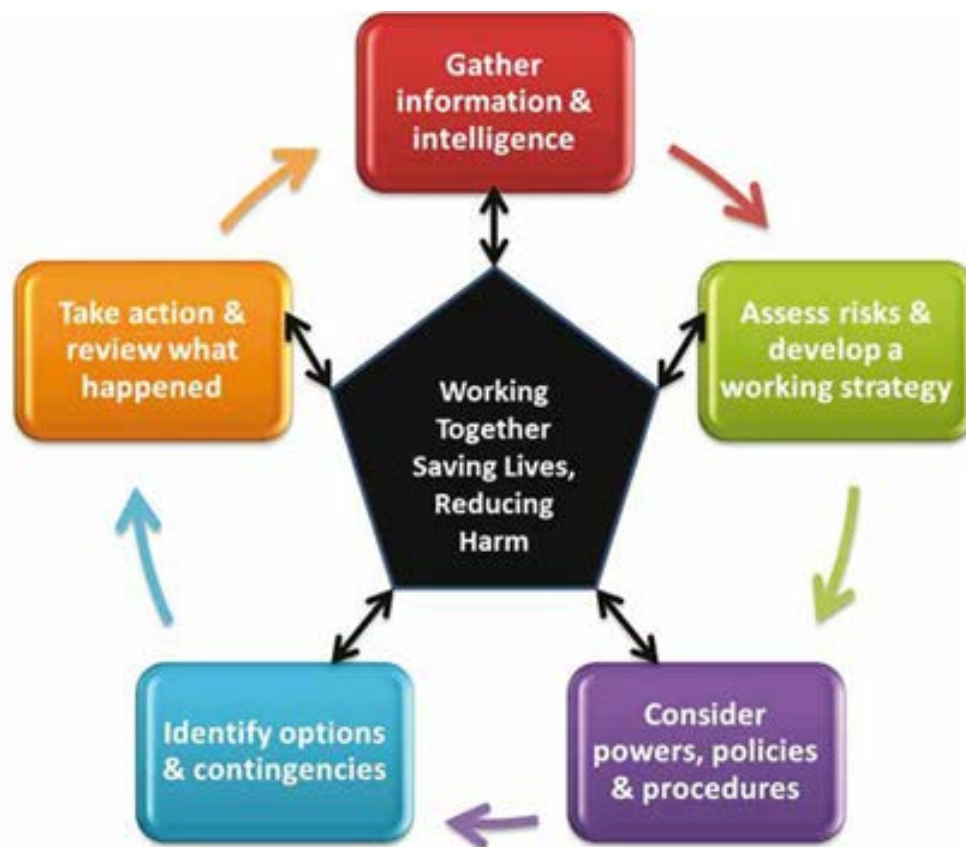 Gather
information &
intelligence
Assess risks &
develop a
working strategy
Consider
powers, policies
& procedures
Identify options
& contingencies
Take action &
review what
happened
Working
Together
Saving Lives,
Reducing
Harm